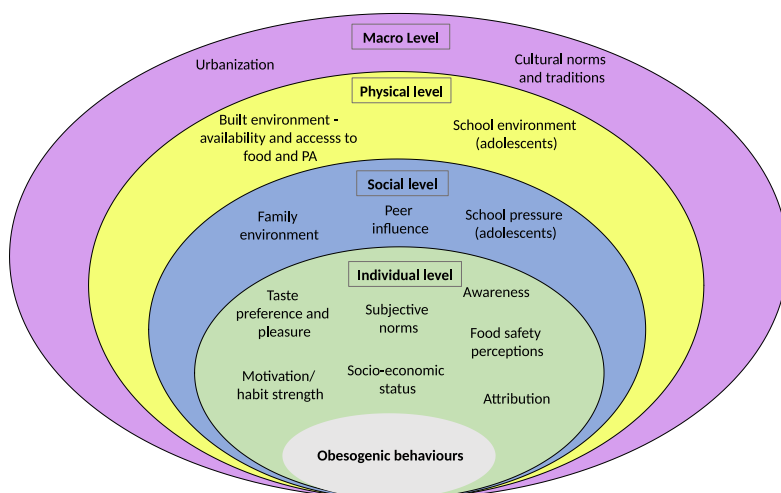 Macro Level
Urbanization
Cultural norms
and traditions
Physical level
Built environment -
availability and accesss to
food and PA
School environment
(adolescents)
Social level
Family
environment
Peer
influence
School pressure
(adolescents)
Individual level
Taste
preference and
pleasure
Subjective
norms
Awareness
Food safety
perceptions
Motivation/
habit strength
Socio-economic
status
Attribution
Obesogenic behaviours